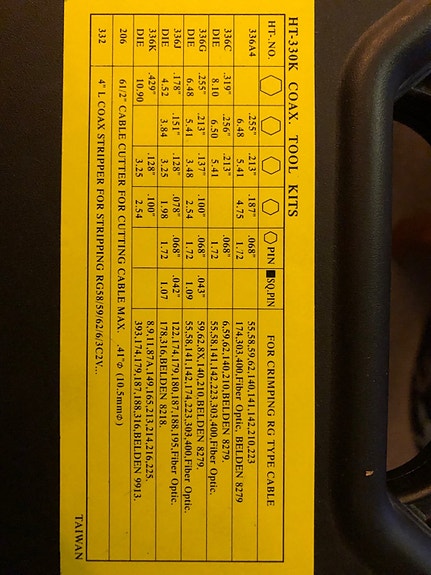 HT-330K COAX. TOOL KITS
HT-.NO. PIN SQ.PIN FOR CRIMPING RG TYPE CABLE
336A4 .255" .213" .187" .068" 55,58,59,62,140,141,142,210,223
6.48 5.41 4.75 1.72 174,303,400,Fiber Optic. BELDEN 8279
336C .319" .256" .213" .068" 6,59,62,140,210,BELDEN 8279
DIE 8.10 6.50 5.41 1.72 55,58,141,142,223,303,400,Fiber Optic.
336G .255" .213" .137" .100" .068" .043" 59,62,8X,140,210,BELDEN 8279.
DIE 6.48 5.41 3.48 2.54 1.72 1.09 55,58,141,142,174,223,303,400,Fiber Optic.
336J .178" .151" .128" .078" .068" .042" 122,174,179,180,187,188,195,Fiber Optic.
DIE 4.52 3.84 3.25 1.98 1.72 1.07 178,316,BELDEN 8218.
336K .429" .128" .100" 8,9,11,87A,149,165,213,214,216,225.
DIE 10.90 3.25 2.54 393,174,179,187,188,316,BELDEN 9913.
206 61/2" CABLE CUTTER FOR CUTTING CABLE MAX. .41"Φ (10.5mmΦ)
332 4" L COAX STRIPPER FOR STRIPPING RG58/59/62/6/3C2V...
TAIWAN